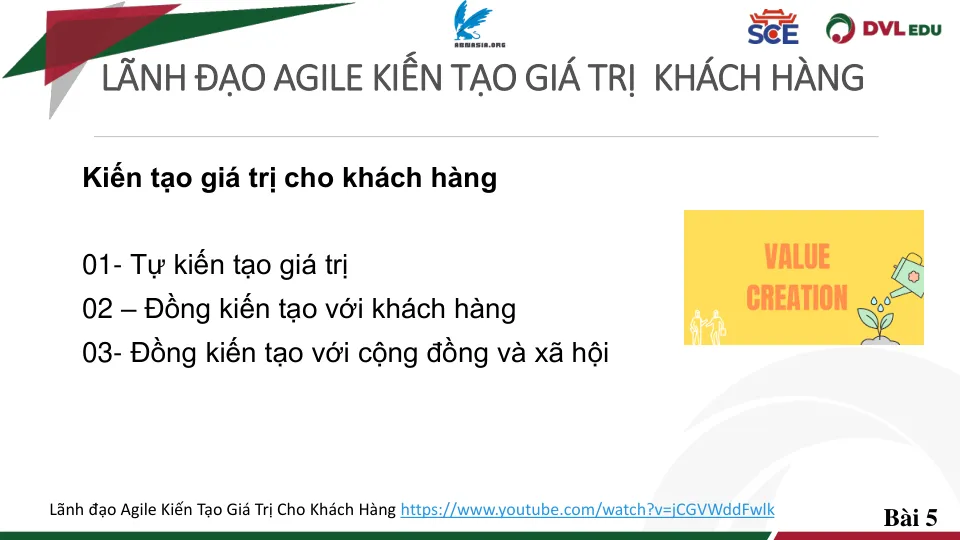 ARMASIA.ORG
SCE
DVL EDU
LÃNH ĐẠO AGILE KIẾN TẠO GIÁ TRỊ KHÁCH HÀNG
Kiến tạo giá trị cho khách hàng
01- Tự kiến tạo giá trị
02 – Đồng kiến tạo với khách hàng
03- Đồng kiến tạo với cộng đồng và xã hội
VALUE
CREATION
Lãnh đạo Agile Kiến Tạo Giá Trị Cho Khách Hàng https://www.youtube.com/watch?v=jCGVWddFwlk
Bài 5